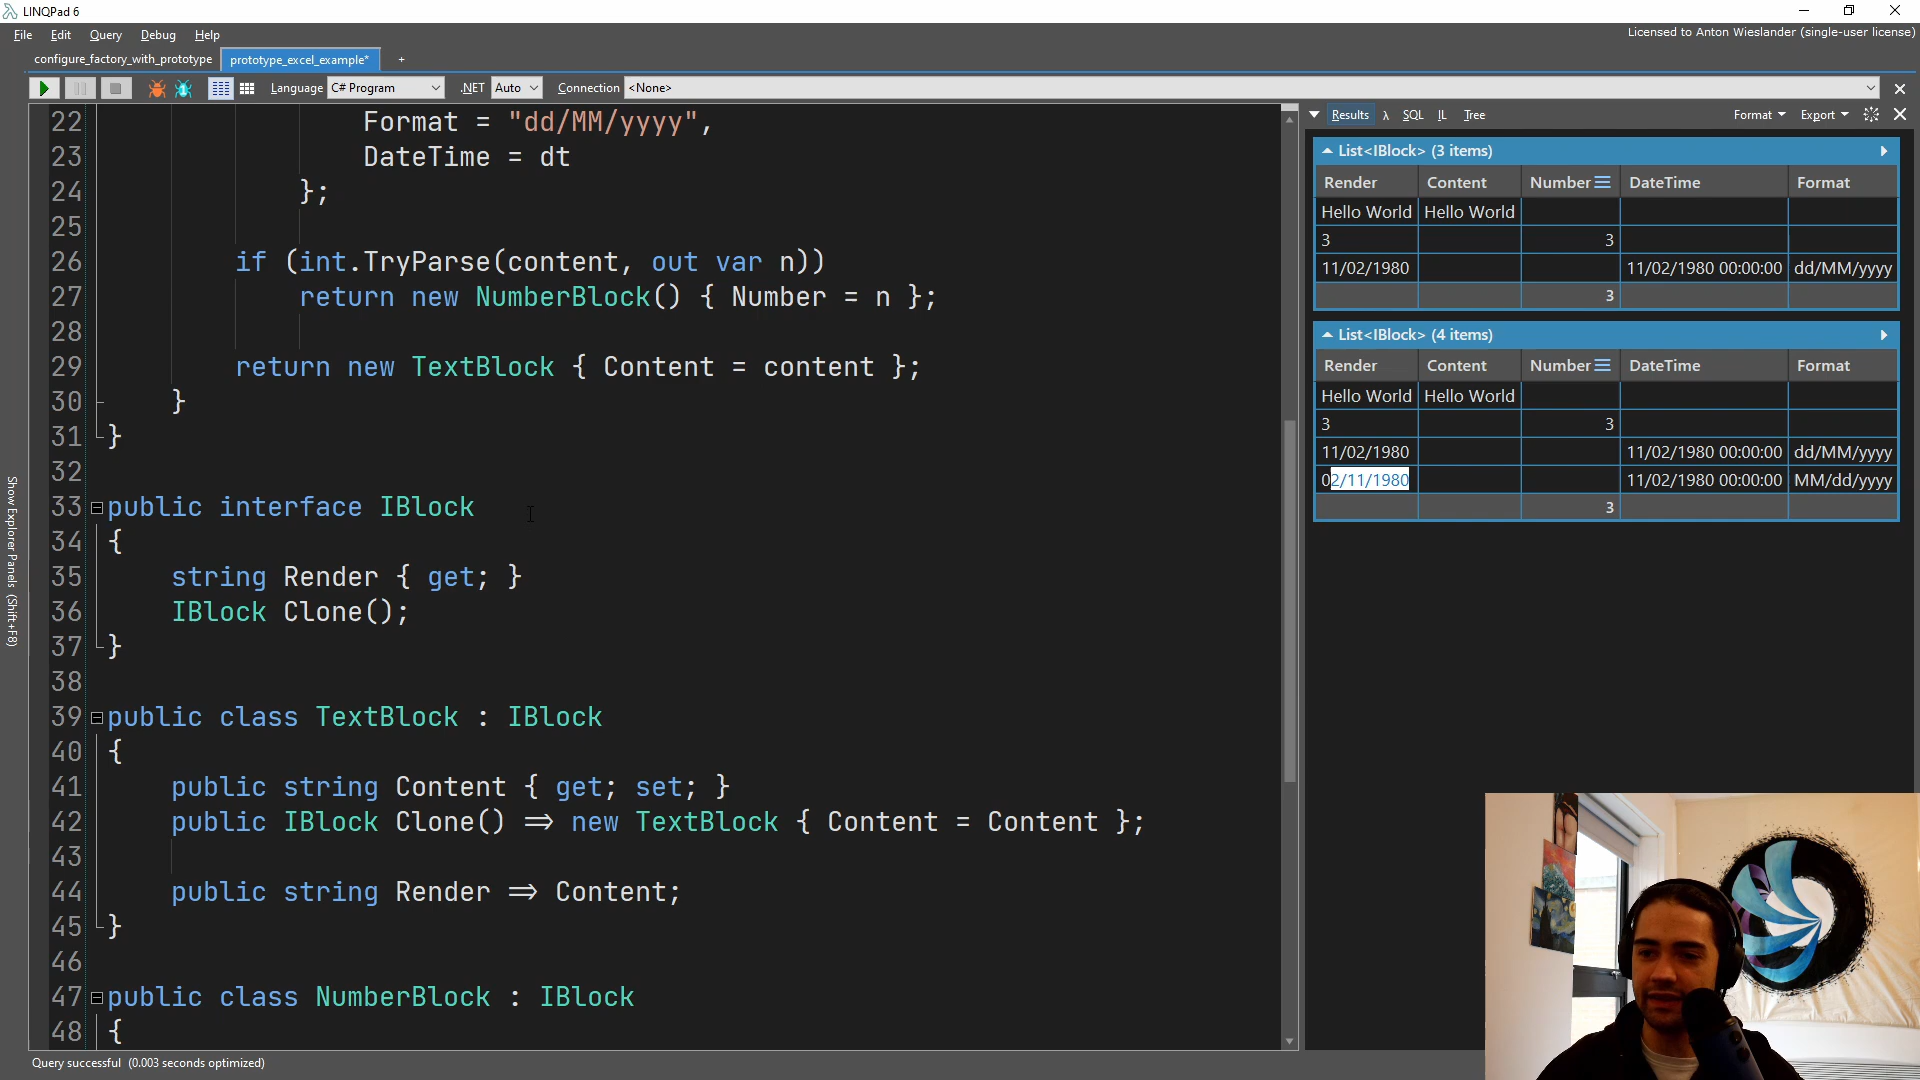 LINQPad 6
File Edit Query Debug Help
Licensed to Anton Wieslander (single-user license)
configure_factory_with_prototype prototype_excel_example* +
Language C# Program .NET Auto Connection <None>
22 Format = "dd/MM/yyyy",
23 DateTime = dt
24 };
25
26 if (int.TryParse(content, out var n))
27 return new NumberBlock() { Number = n };
28
29 return new TextBlock { Content = content };
30 }
31 }
32
33 public interface IBlock
34 {
35 string Render { get; }
36 IBlock Clone();
37 }
38
39 public class TextBlock : IBlock
40 {
41 public string Content { get; set; }
42 public IBlock Clone() => new TextBlock { Content = Content };
43
44 public string Render => Content;
45 }
46
47 public class NumberBlock : IBlock
48 {
Show Explorer Panels (Shift+F8)
Results λ SQL IL Tree Format Export
List<IBlock> (3 items)
Render Content Number DateTime Format
Hello World Hello World
3 3
11/02/1980 11/02/1980 00:00:00 dd/MM/yyyy
3
List<IBlock> (4 items)
Render Content Number DateTime Format
Hello World Hello World
3 3
11/02/1980 11/02/1980 00:00:00 dd/MM/yyyy
02/11/1980 11/02/1980 00:00:00 MM/dd/yyyy
3
Query successful (0.003 seconds optimized)